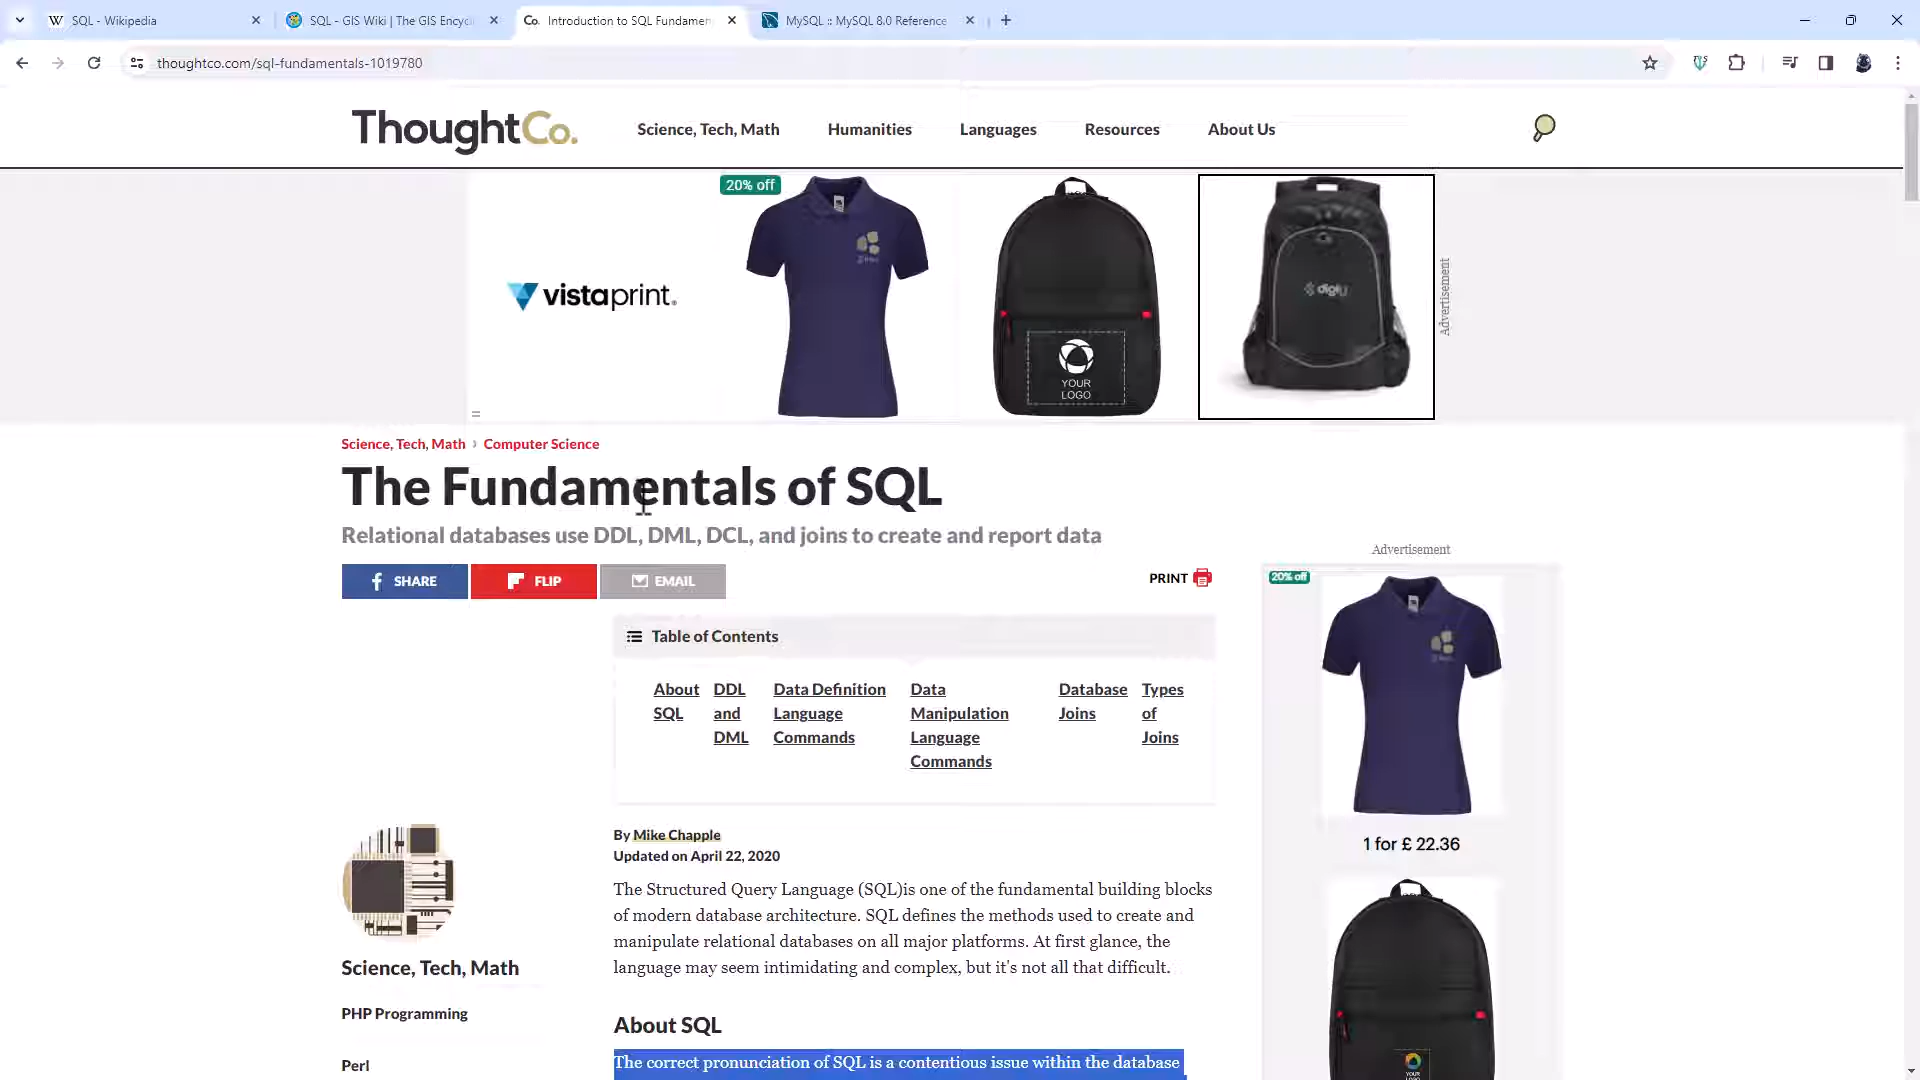 SQL - Wikipedia
SQL - GIS Wiki | The GIS Encycl
Co. Introduction to SQL Fundamen
MySQL :: MySQL 8.0 Reference
thoughtco.com/sql-fundamentals-1019780
ThoughtCo.
Science, Tech, Math
Humanities
Languages
Resources
About Us
20% off
vistaprint.
YOUR
LOGO
digify
Advertisement
Science, Tech, Math › Computer Science
The Fundamentals of SQL
Relational databases use DDL, DML, DCL, and joins to create and report data
SHARE
FLIP
EMAIL
PRINT
Advertisement
20% off
Table of Contents
About SQL
DDL and DML
Data Definition Language Commands
Data Manipulation Language Commands
Database Joins
Types of Joins
1 for £ 22.36
By Mike Chapple
Updated on April 22, 2020
The Structured Query Language (SQL)is one of the fundamental building blocks
of modern database architecture. SQL defines the methods used to create and
manipulate relational databases on all major platforms. At first glance, the
language may seem intimidating and complex, but it's not all that difficult.
Science, Tech, Math
PHP Programming
Perl
About SQL
The correct pronunciation of SQL is a contentious issue within the database